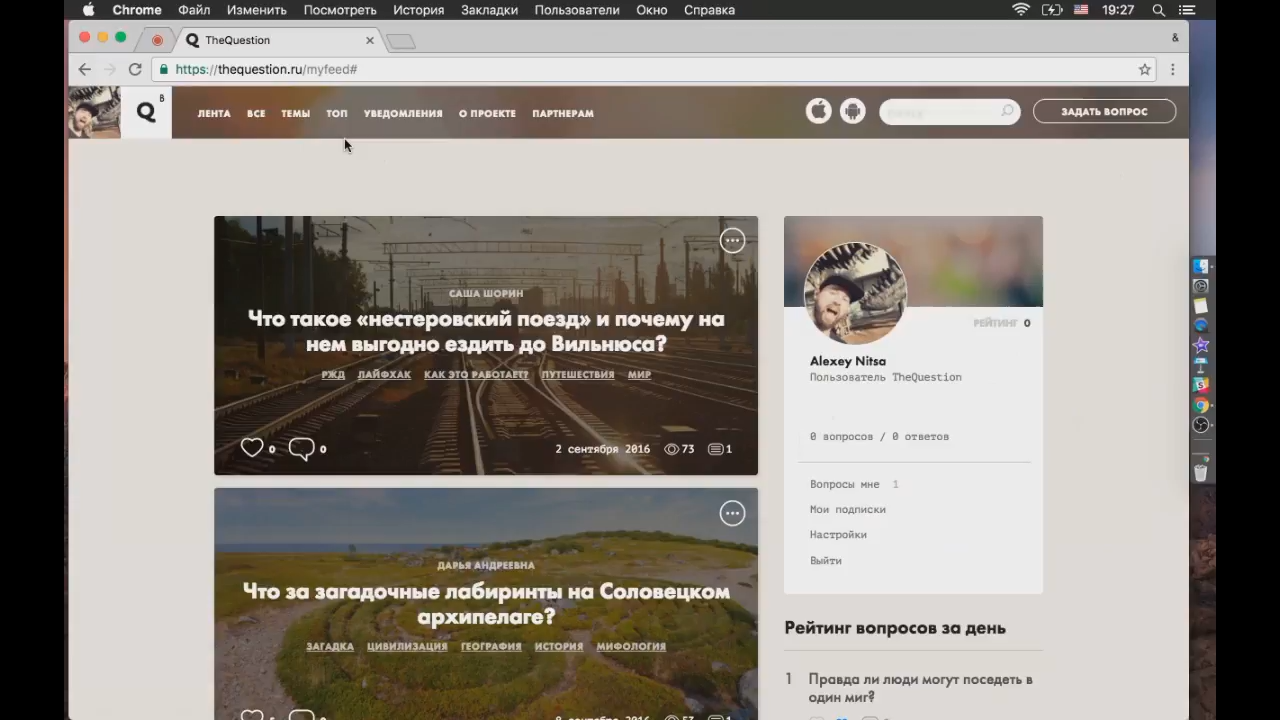 Chrome Файл Изменить Посмотреть История Закладки Пользователи Окно Справка 19:27
TheQuestion
https://thequestion.ru/myfeed#
Q β ЛЕНТА ВСЕ ТЕМЫ ТОП УВЕДОМЛЕНИЯ О ПРОЕКТЕ ПАРТНЕРАМ ЗАДАТЬ ВОПРОС
САША ШОРИН
Что такое «нестеровский поезд» и почему на
нем выгодно ездить до Вильнюса?
РЖД ЛАЙФХАК КАК ЭТО РАБОТАЕТ? ПУТЕШЕСТВИЯ МИР
0 0 2 сентября 2016 73 1
ДАРЬЯ АНДРЕЕВНА
Что за загадочные лабиринты на Соловецком
архипелаге?
ЗАГАДКА ЦИВИЛИЗАЦИЯ ГЕОГРАФИЯ ИСТОРИЯ МИФОЛОГИЯ
РЕЙТИНГ 0
Alexey Nitsa
Пользователь TheQuestion
0 вопросов / 0 ответов
Вопросы мне 1
Мои подписки
Настройки
Выйти
Рейтинг вопросов за день
1 Правда ли люди могут поседеть в
один миг?